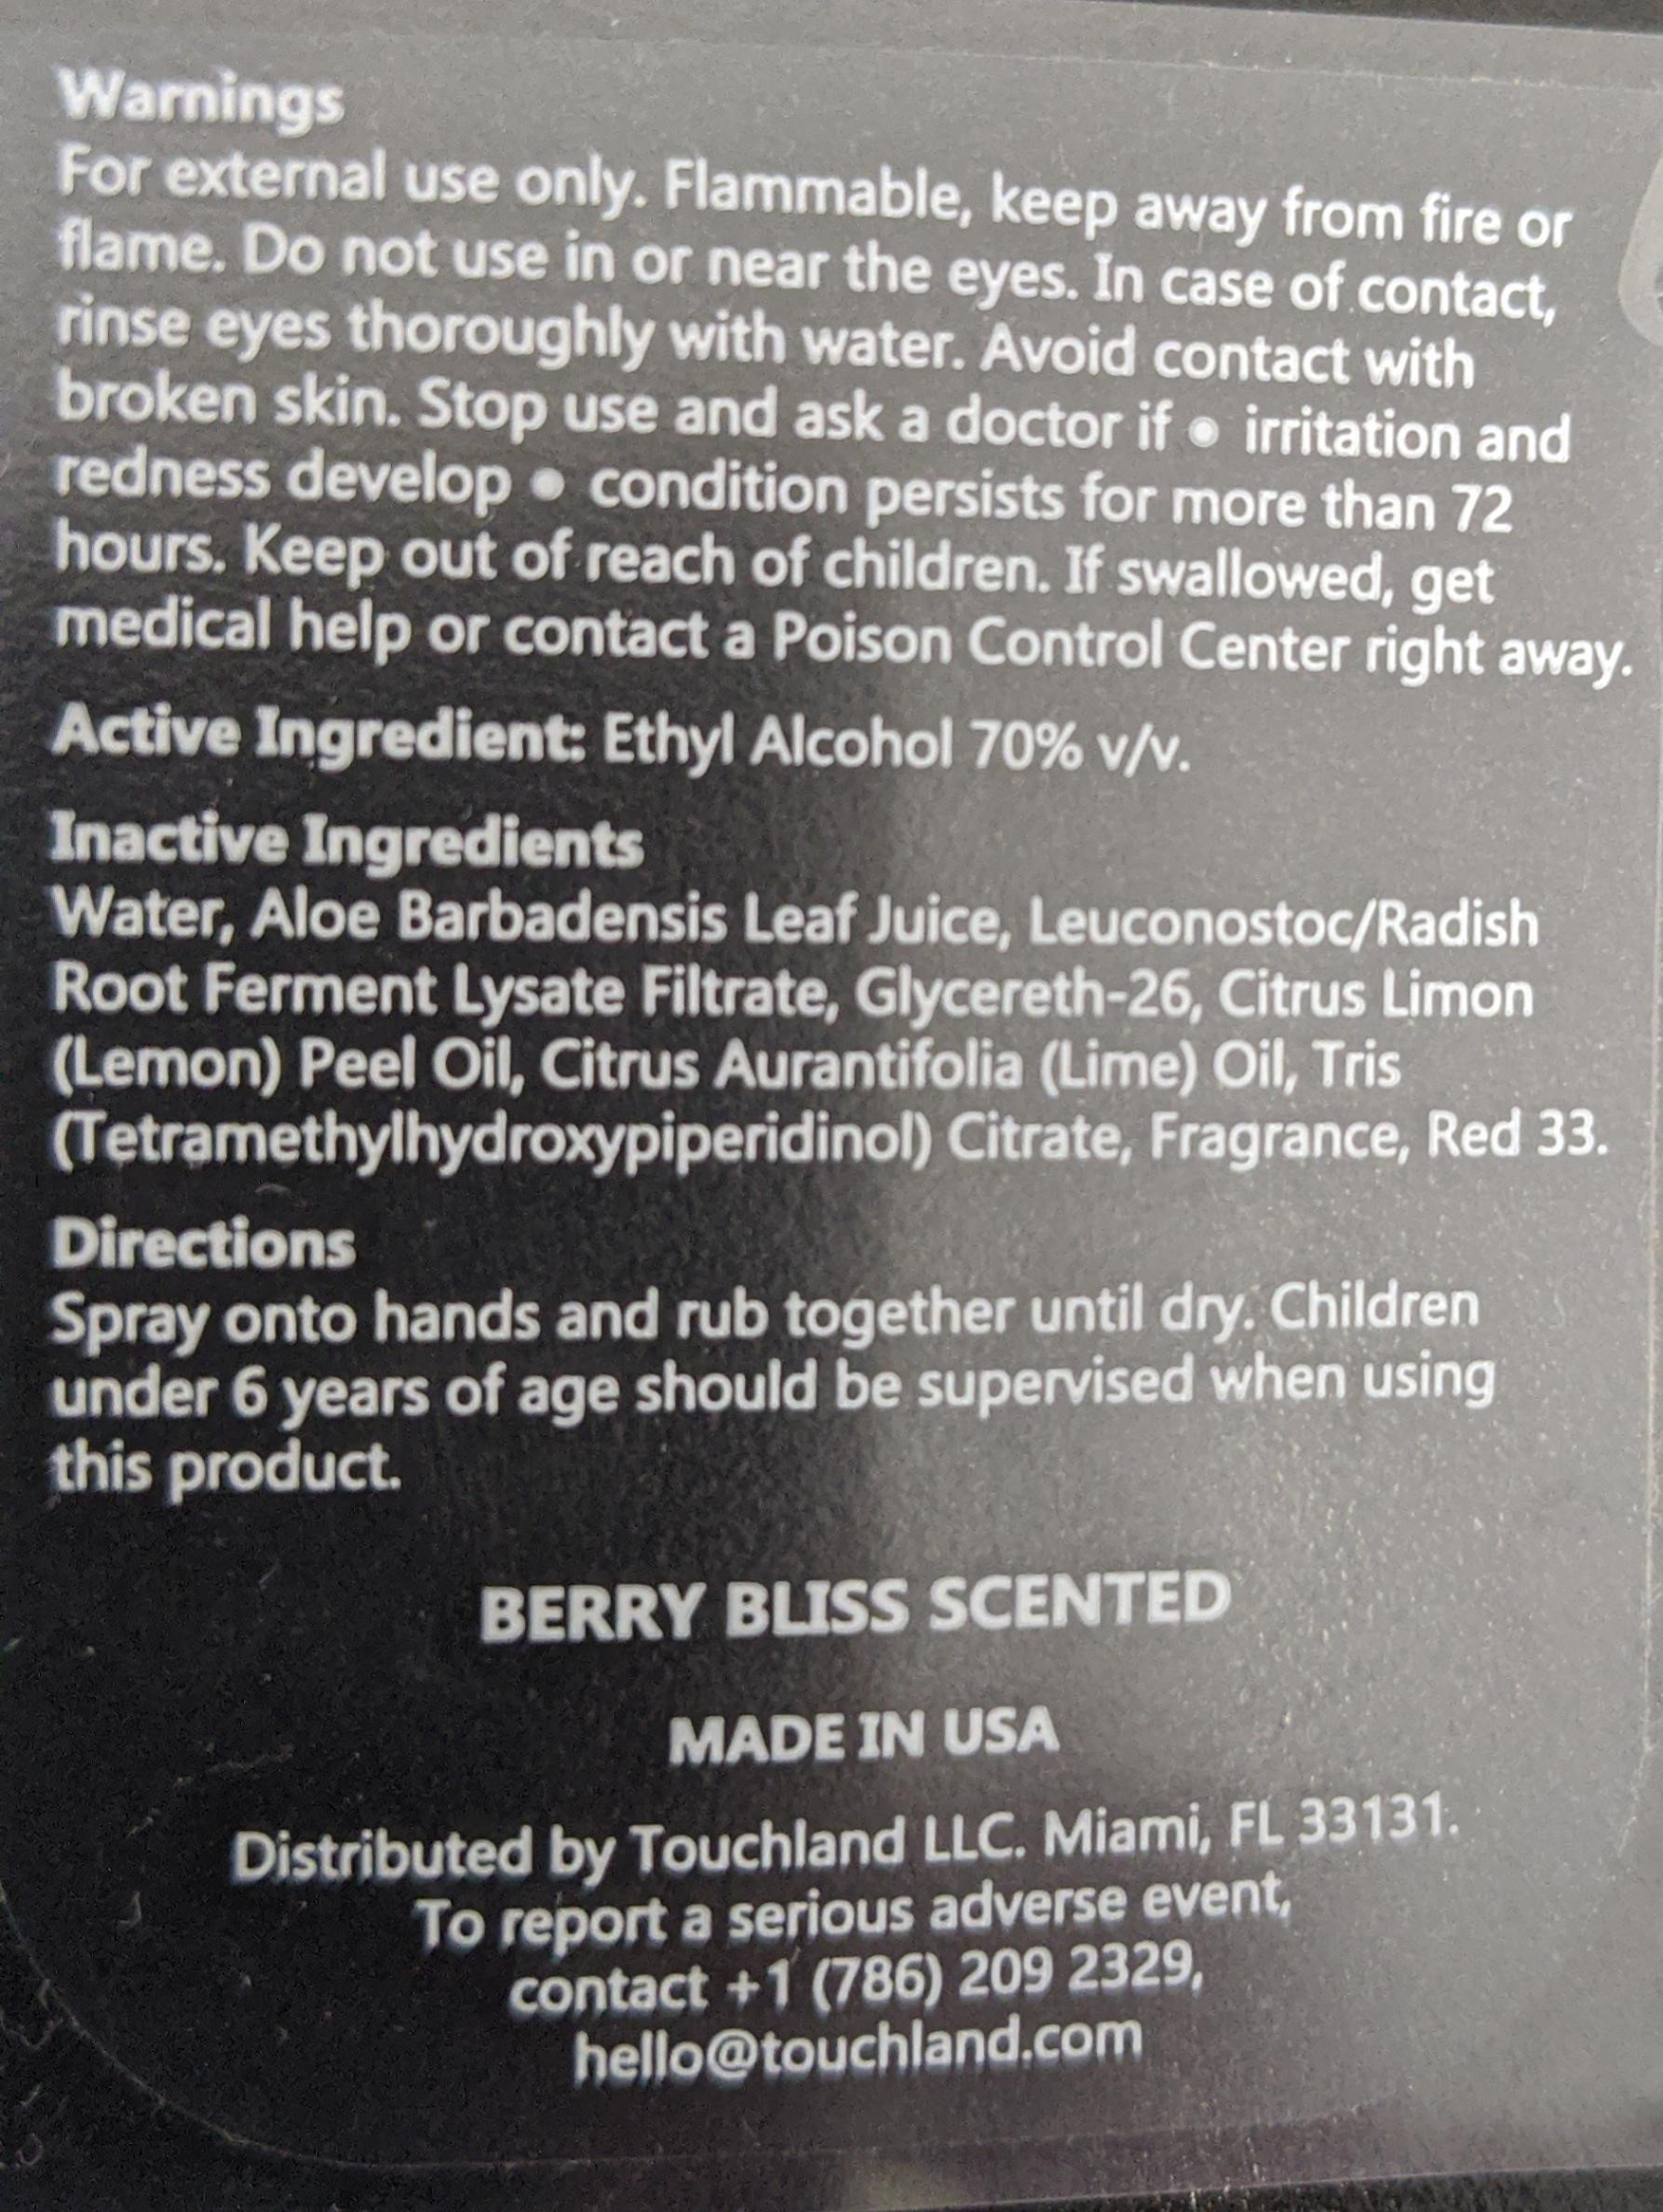 Warnings
For external use only. Flammable, keep away from fire or
flame. Do not use in or near the eyes. In case of contact,
rinse eyes thoroughly with water. Avoid contact with
broken skin. Stop use and ask a doctor if ● irritation and
redness develop ● condition persists for more than 72
hours. Keep out of reach of children. If swallowed, get
medical help or contact a Poison Control Center right away.
Active Ingredient: Ethyl Alcohol 70% v/v.
Inactive Ingredients
Water, Aloe Barbadensis Leaf Juice, Leuconostoc/Radish
Root Ferment Lysate Filtrate, Glycereth-26, Citrus Limon
(Lemon) Peel Oil, Citrus Aurantifolia (Lime) Oil, Tris
(Tetramethylhydroxypiperidinol) Citrate, Fragrance, Red 33.
Directions
Spray onto hands and rub together until dry. Children
under 6 years of age should be supervised when using
this product.
BERRY BLISS SCENTED
MADE IN USA
Distributed by Touchland LLC. Miami, FL 33131.
To report a serious adverse event,
contact +1 (786) 209 2329,
hello@touchland.com